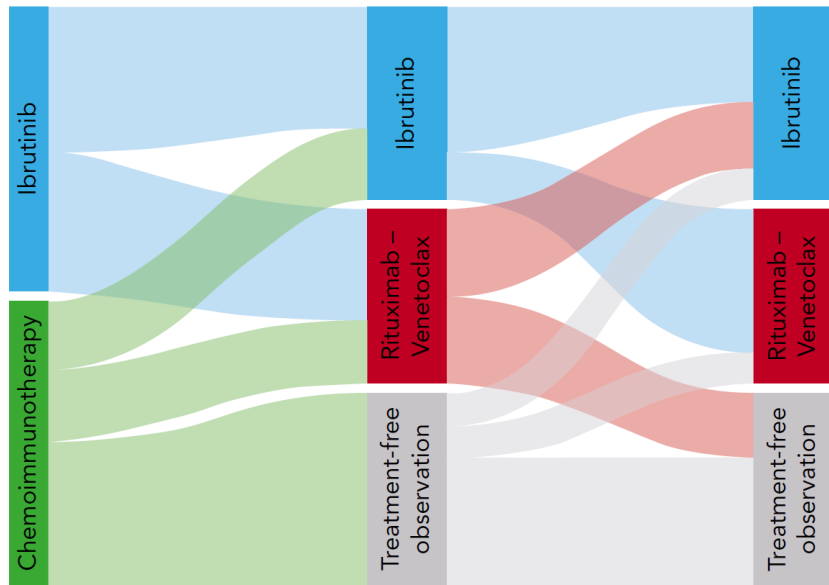 Ibrutinib
Chemoimmunotherapy
Ibrutinib
Rituximab –
Venetoclax
Treatment-free
observation
Ibrutinib
Rituximab –
Venetoclax
Treatment-free
observation